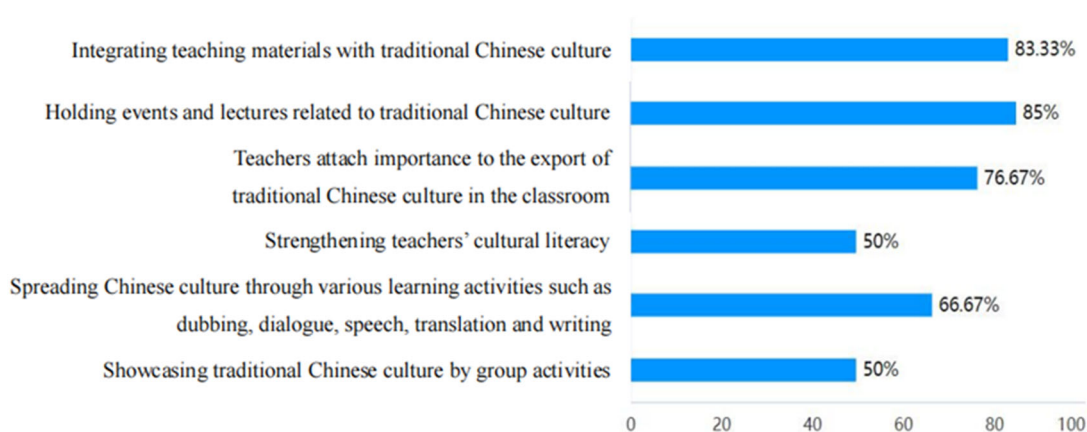 Integrating teaching materials with traditional Chinese culture
83.33%
Holding events and lectures related to traditional Chinese culture
85%
Teachers attach importance to the export of
traditional Chinese culture in the classroom
76.67%
Strengthening teachers’ cultural literacy
50%
Spreading Chinese culture through various learning activities such as
dubbing, dialogue, speech, translation and writing
66.67%
Showcasing traditional Chinese culture by group activities
50%
0 20 40 60 80 100